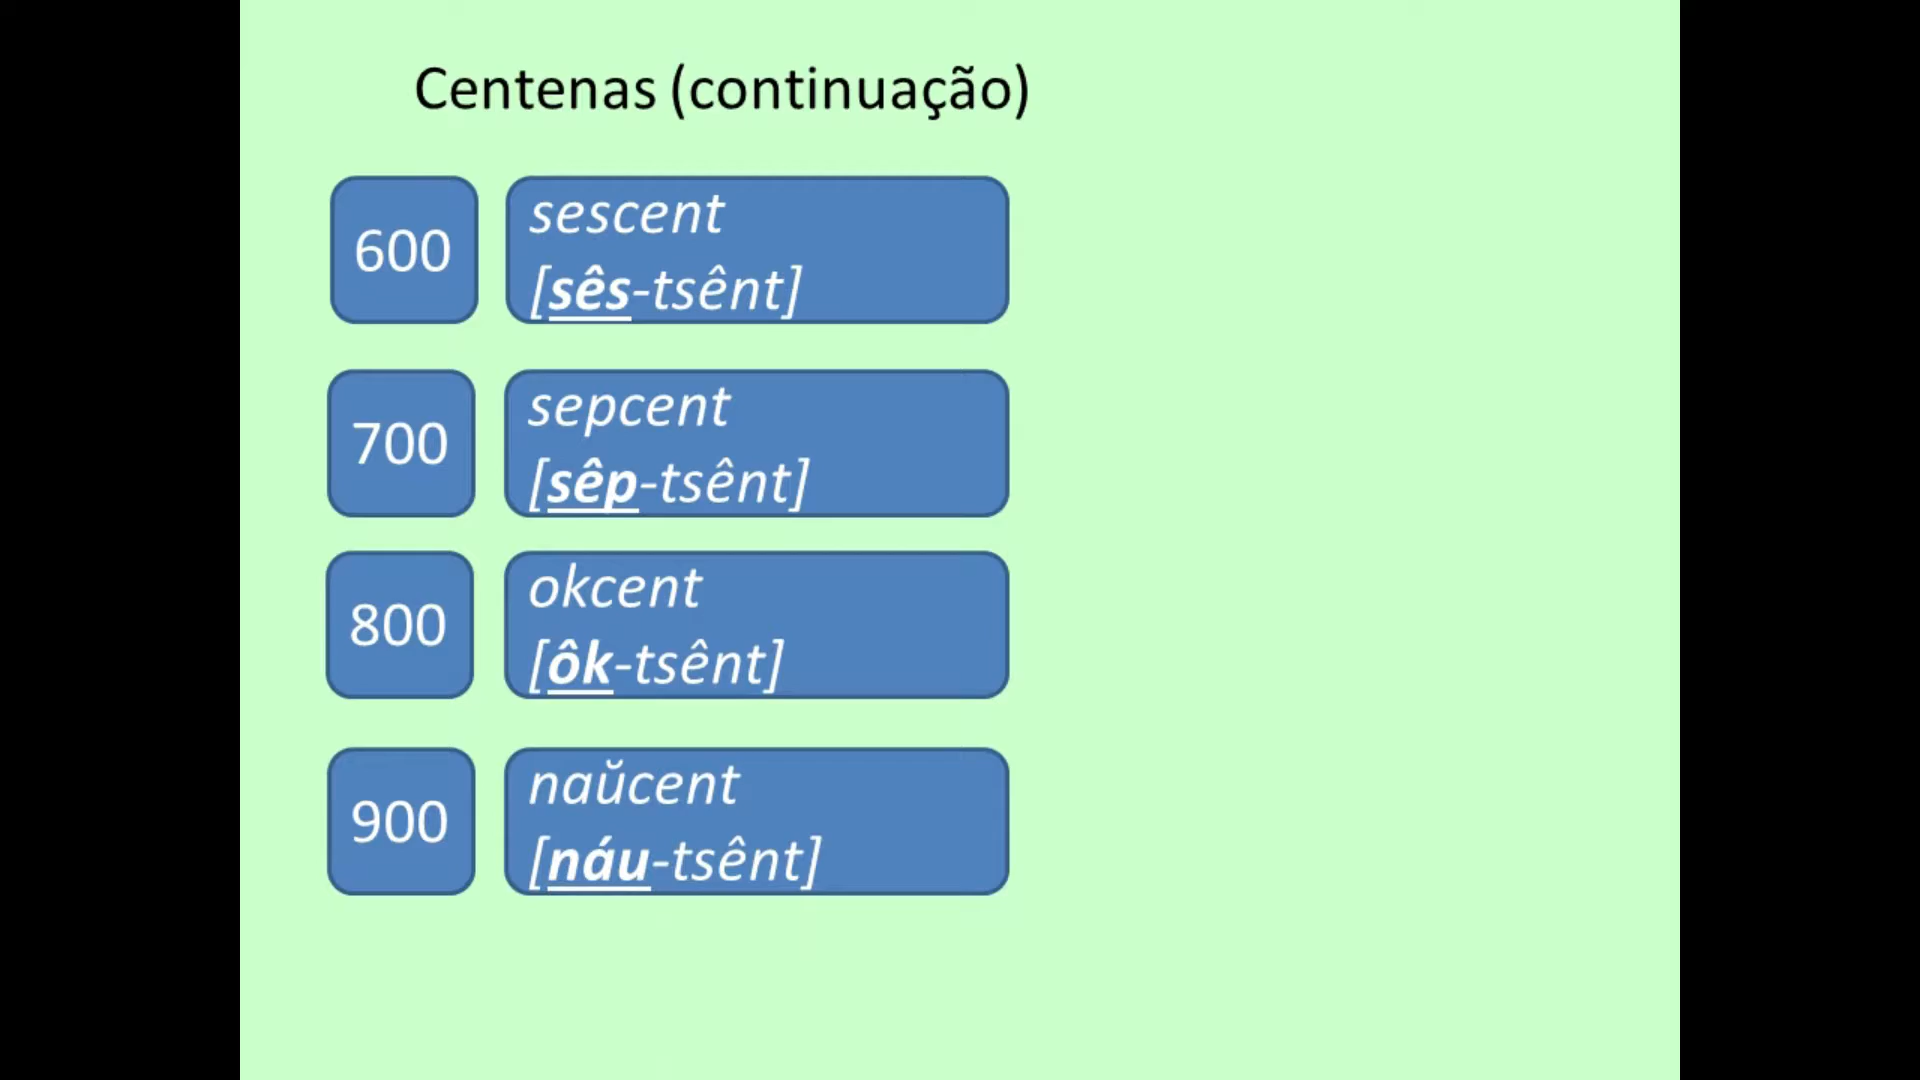 Centenas (continuação)
600
sescent
[sês-tsênt]
700
sepcent
[sêp-tsênt]
800
okcent
[ôk-tsênt]
900
naŭcent
[náu-tsênt]